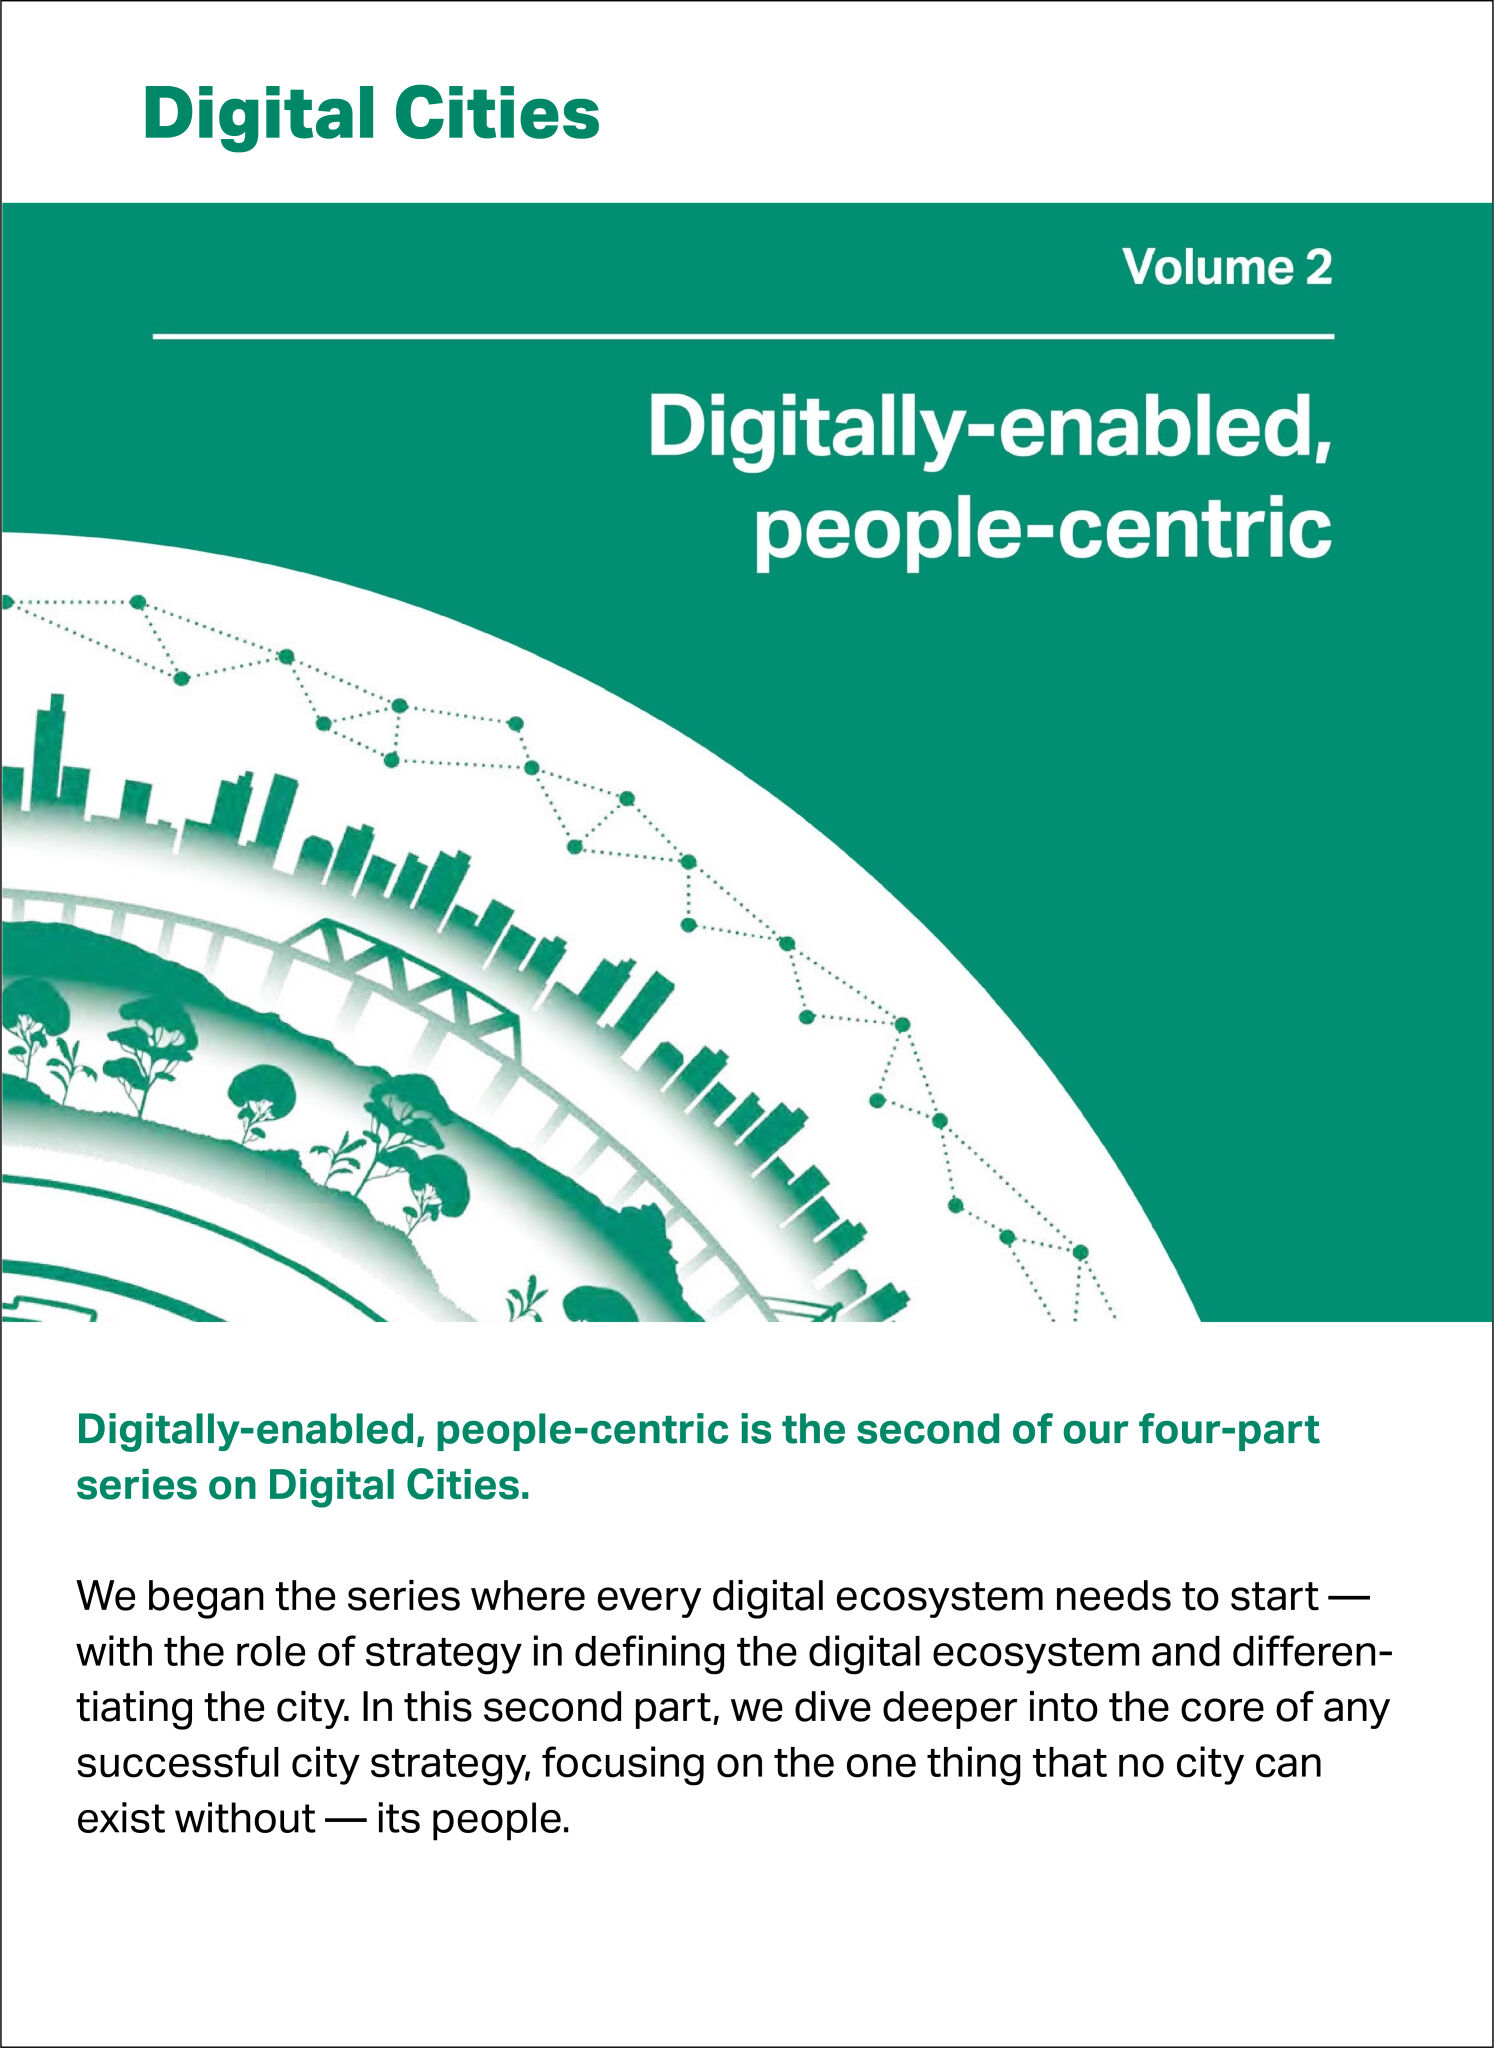 Digital Cities
Volume 2
Digitally-enabled,
people-centric
Digitally-enabled, people-centric is the second of our four-part
series on Digital Cities.
We began the series where every digital ecosystem needs to start —
with the role of strategy in defining the digital ecosystem and differen-
tiating the city. In this second part, we dive deeper into the core of any
successful city strategy, focusing on the one thing that no city can
exist without — its people.